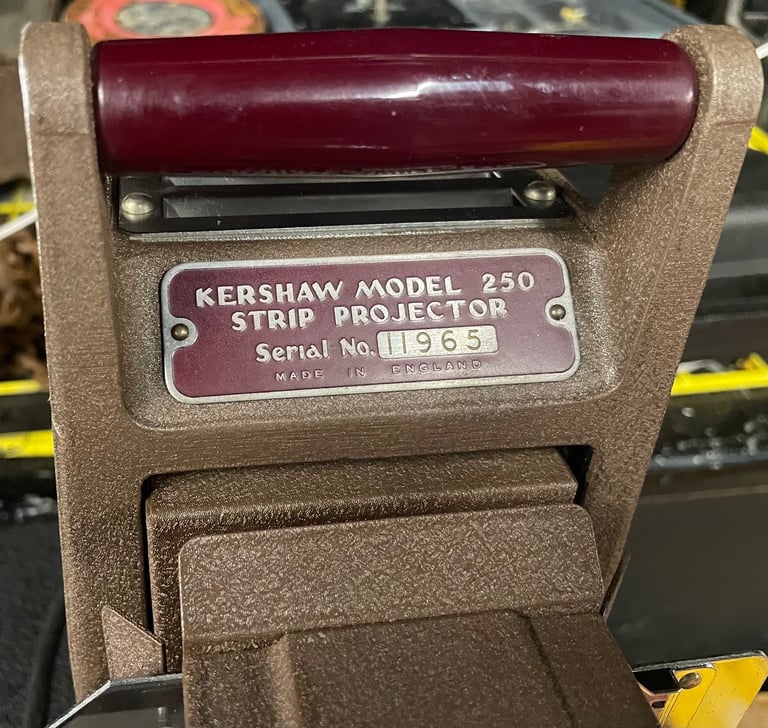 KERSHAW MODEL 250
STRIP PROJECTOR
Serial No. 11965
MADE IN ENGLAND